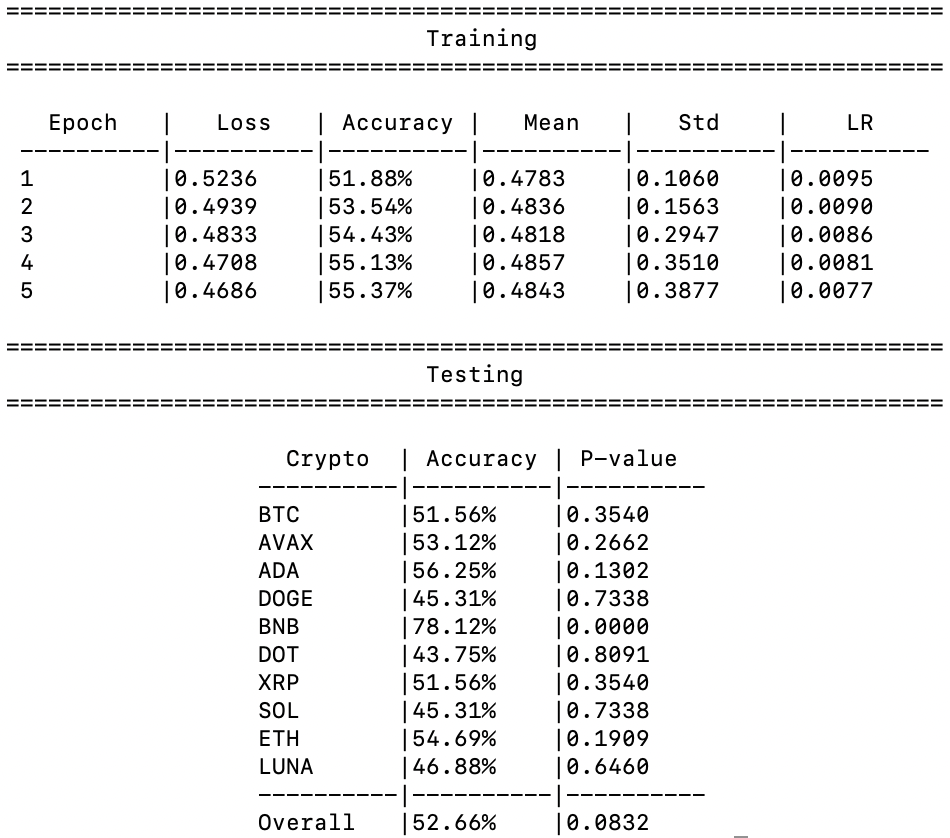 ====================================================================
Training
====================================================================
Epoch | Loss | Accuracy | Mean | Std | LR
----------|----------|----------|----------|----------|----------
1 |0.5236 |51.88% |0.4783 |0.1060 |0.0095
2 |0.4939 |53.54% |0.4836 |0.1563 |0.0090
3 |0.4833 |54.43% |0.4818 |0.2947 |0.0086
4 |0.4708 |55.13% |0.4857 |0.3510 |0.0081
5 |0.4686 |55.37% |0.4843 |0.3877 |0.0077
====================================================================
Testing
====================================================================
Crypto | Accuracy | P-value
----------|----------|----------
BTC |51.56% |0.3540
AVAX |53.12% |0.2662
ADA |56.25% |0.1302
DOGE |45.31% |0.7338
BNB |78.12% |0.0000
DOT |43.75% |0.8091
XRP |51.56% |0.3540
SOL |45.31% |0.7338
ETH |54.69% |0.1909
LUNA |46.88% |0.6460
----------|----------|----------
Overall |52.66% |0.0832